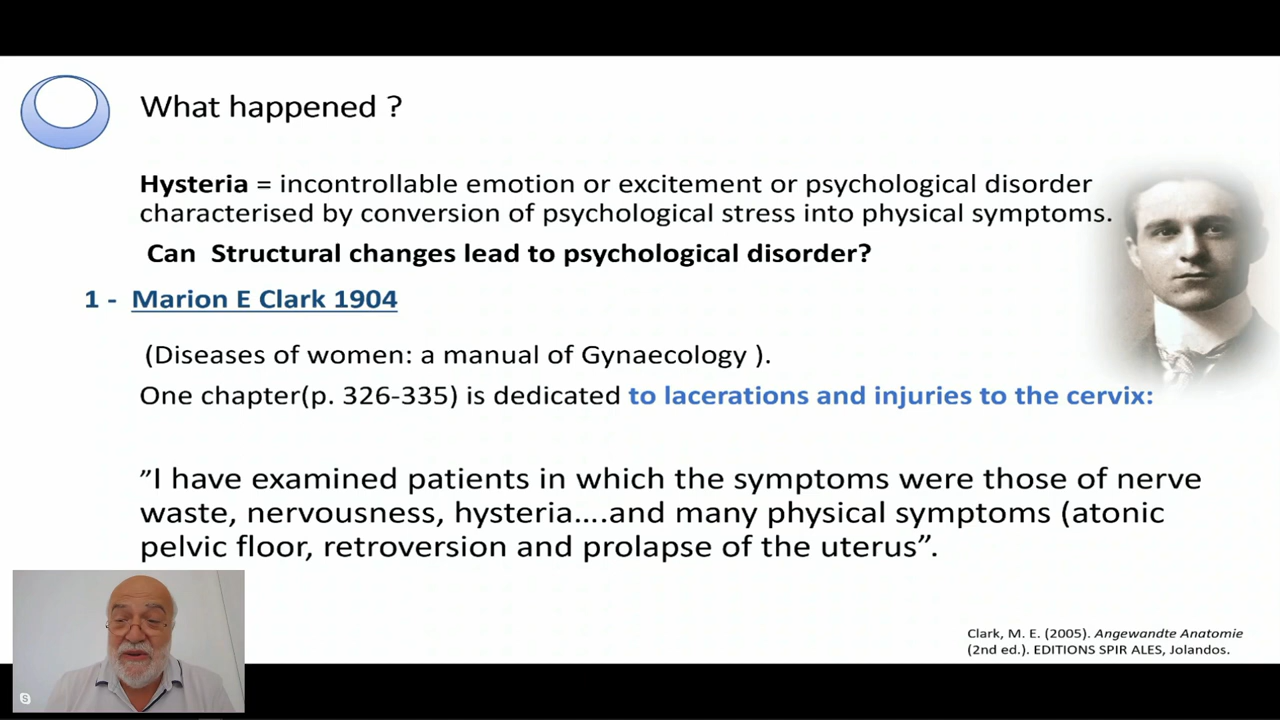 What happened ?
Hysteria = incontrollable emotion or excitement or psychological disorder
characterised by conversion of psychological stress into physical symptoms.
Can Structural changes lead to psychological disorder?
1 - Marion E Clark 1904
(Diseases of women: a manual of Gynaecology ).
One chapter(p. 326-335) is dedicated to lacerations and injuries to the cervix:
”I have examined patients in which the symptoms were those of nerve
waste, nervousness, hysteria….and many physical symptoms (atonic
pelvic floor, retroversion and prolapse of the uterus”.
Clark, M. E. (2005). Angewandte Anatomie
(2nd ed.). EDITIONS SPIR ALES, Jolandos.